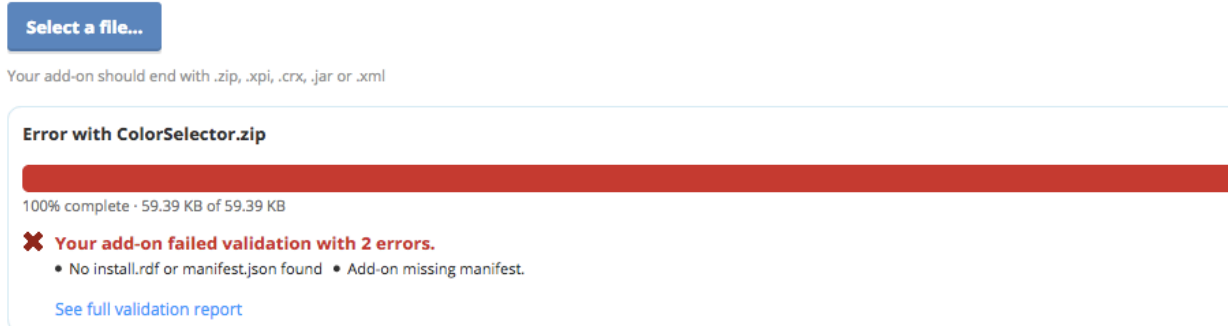 Select a file...
Your add-on should end with .zip, .xpi, .crx, .jar or .xml
Error with ColorSelector.zip
100% complete · 59.39 KB of 59.39 KB
Your add-on failed validation with 2 errors.
• No install.rdf or manifest.json found • Add-on missing manifest.
See full validation report